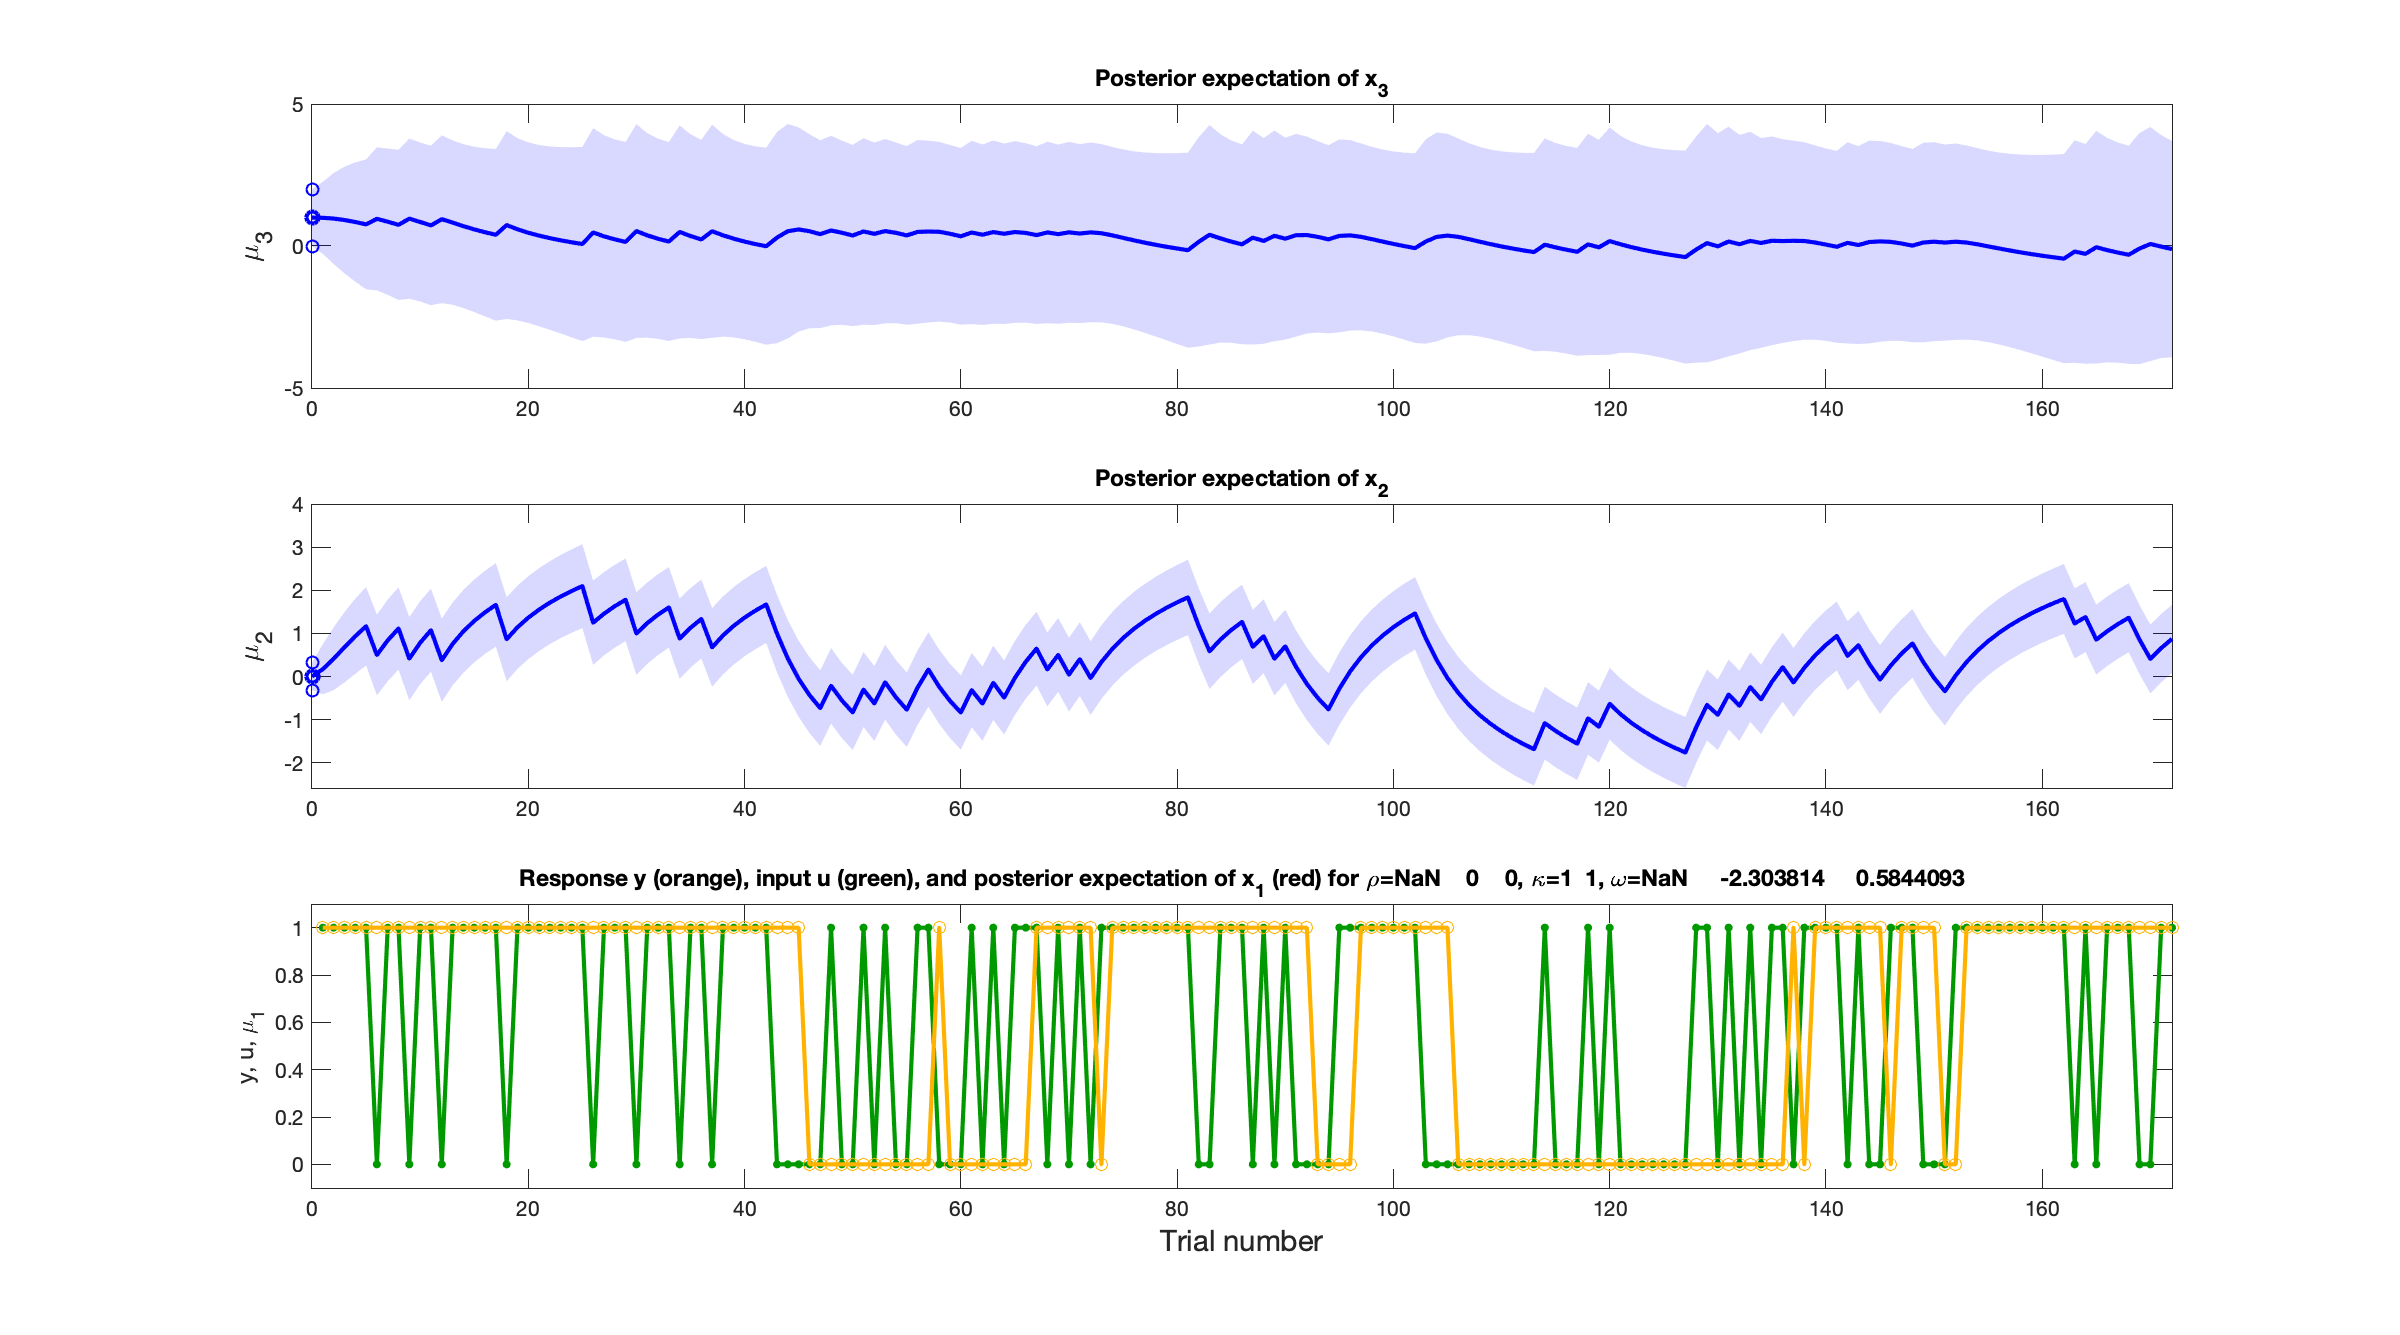 Posterior expectation of x3
5
0
-5
μ3
0 20 40 60 80 100 120 140 160
Posterior expectation of x2
4
3
2
1
0
-1
-2
μ2
0 20 40 60 80 100 120 140 160
Response y (orange), input u (green), and posterior expectation of x1 (red) for ρ=NaN 0 0, κ=1 1, ω=NaN -2.303814 0.5844093
1
0.8
0.6
0.4
0.2
0
y, u, μ1
0 20 40 60 80 100 120 140 160
Trial number